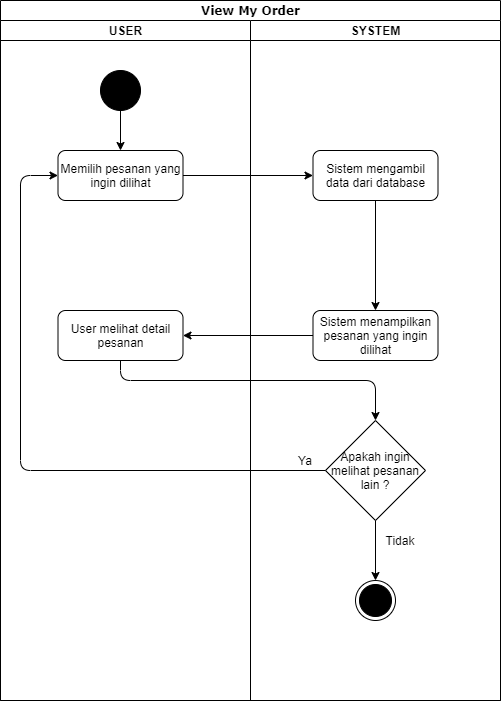 View My Order
USER
SYSTEM
Memilih pesanan yang
ingin dilihat
Sistem mengambil
data dari database
User melihat detail
pesanan
Sistem menampilkan
pesanan yang ingin
dilihat
Apakah ingin
melihat pesanan
lain ?
Ya
Tidak